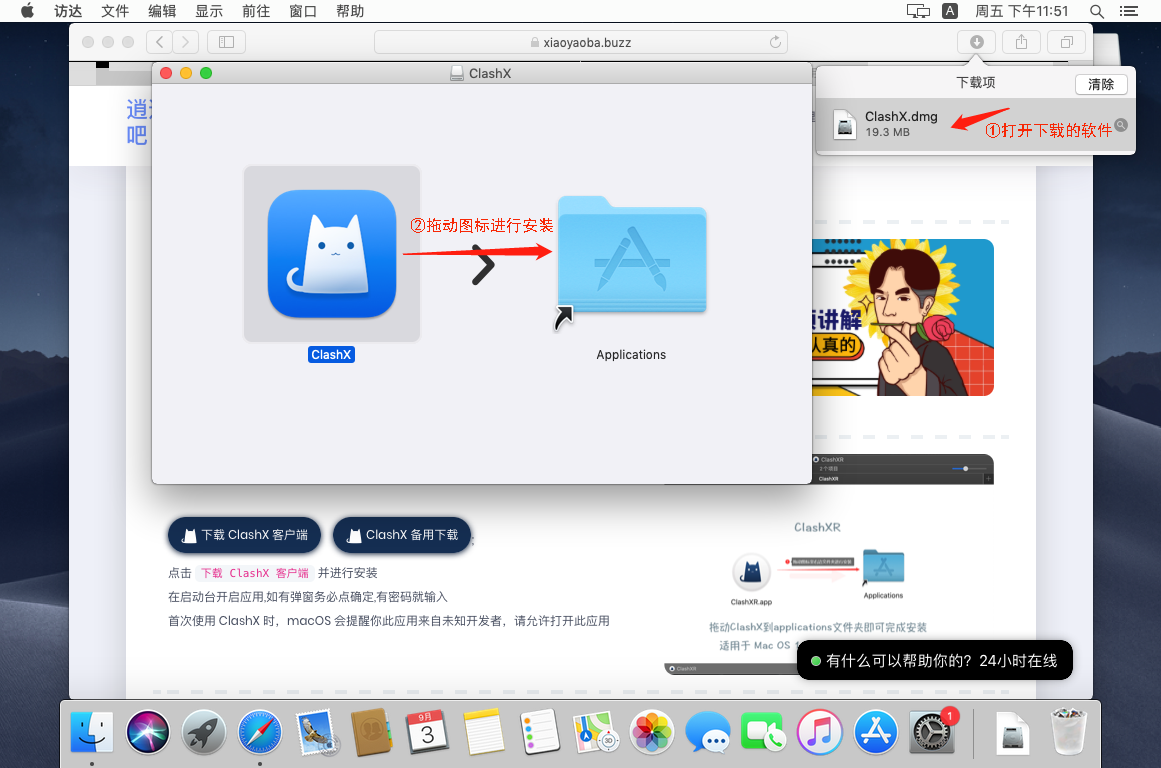 访达 文件 编辑 显示 前往 窗口 帮助
A 周五 下午11:51
xiaoyaoba.buzz
ClashX
下载项
清除
ClashX.dmg
19.3 MB
①打开下载的软件
吧
②拖动图标进行安装
ClashX
Applications
讲解
认真的
ClashXR
ClashXR
下载 ClashX 客户端
ClashX 备用下载
点击 下载 ClashX 客户端 并进行安装
在启动台开启应用,如有弹窗务必点确定,有密码就输入
首次使用 ClashX 时，macOS 会提醒你此应用来自未知开发者，请允许打开此应用
ClashXR
ClashXR.app
Applications
拖动ClashX到applications文件夹即可完成安装
适用于 Mac OS
ClashXR
有什么可以帮助你的？24小时在线
9月
3
3D
1